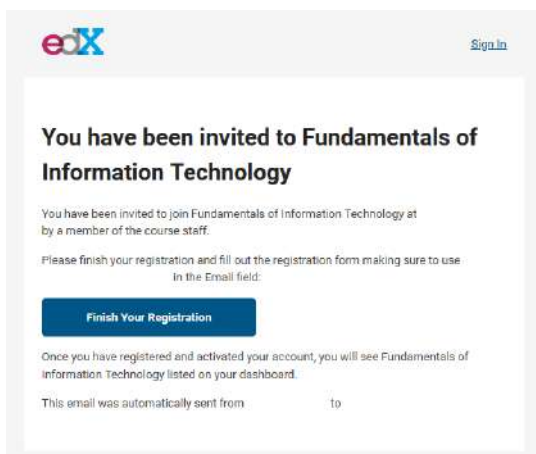 edX
Sign In
You have been invited to Fundamentals of
Information Technology
You have been invited to join Fundamentals of Information Technology at
by a member of the course staff.
Please finish your registration and fill out the registration form making sure to use
in the Email field:
Finish Your Registration
Once you have registered and activated your account, you will see Fundamentals of
Information Technology listed on your dashboard.
This email was automatically sent from to